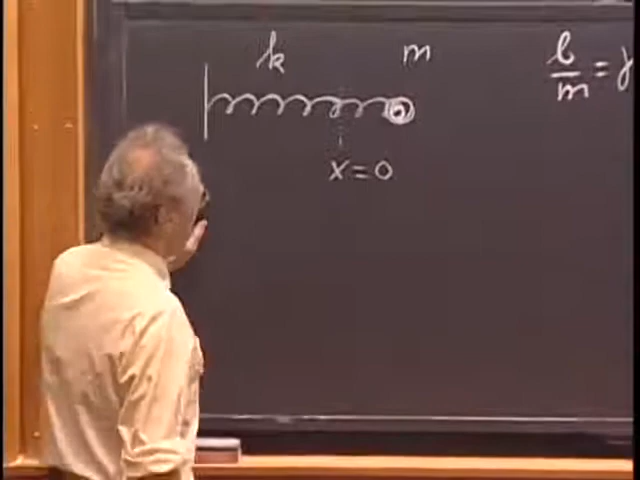 k m
b/m = γ
x=0